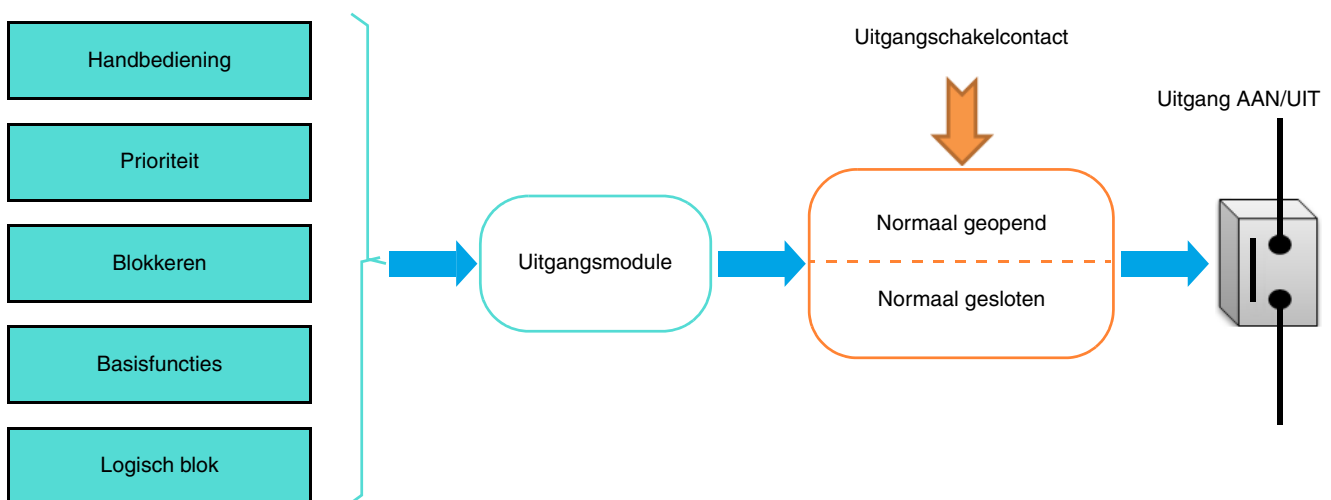 Handbediening
Prioriteit
Blokkeren
Basisfuncties
Logisch blok
Uitgangsmodule
Uitgangschakelcontact
Normaal geopend
Normaal gesloten
Uitgang AAN/UIT